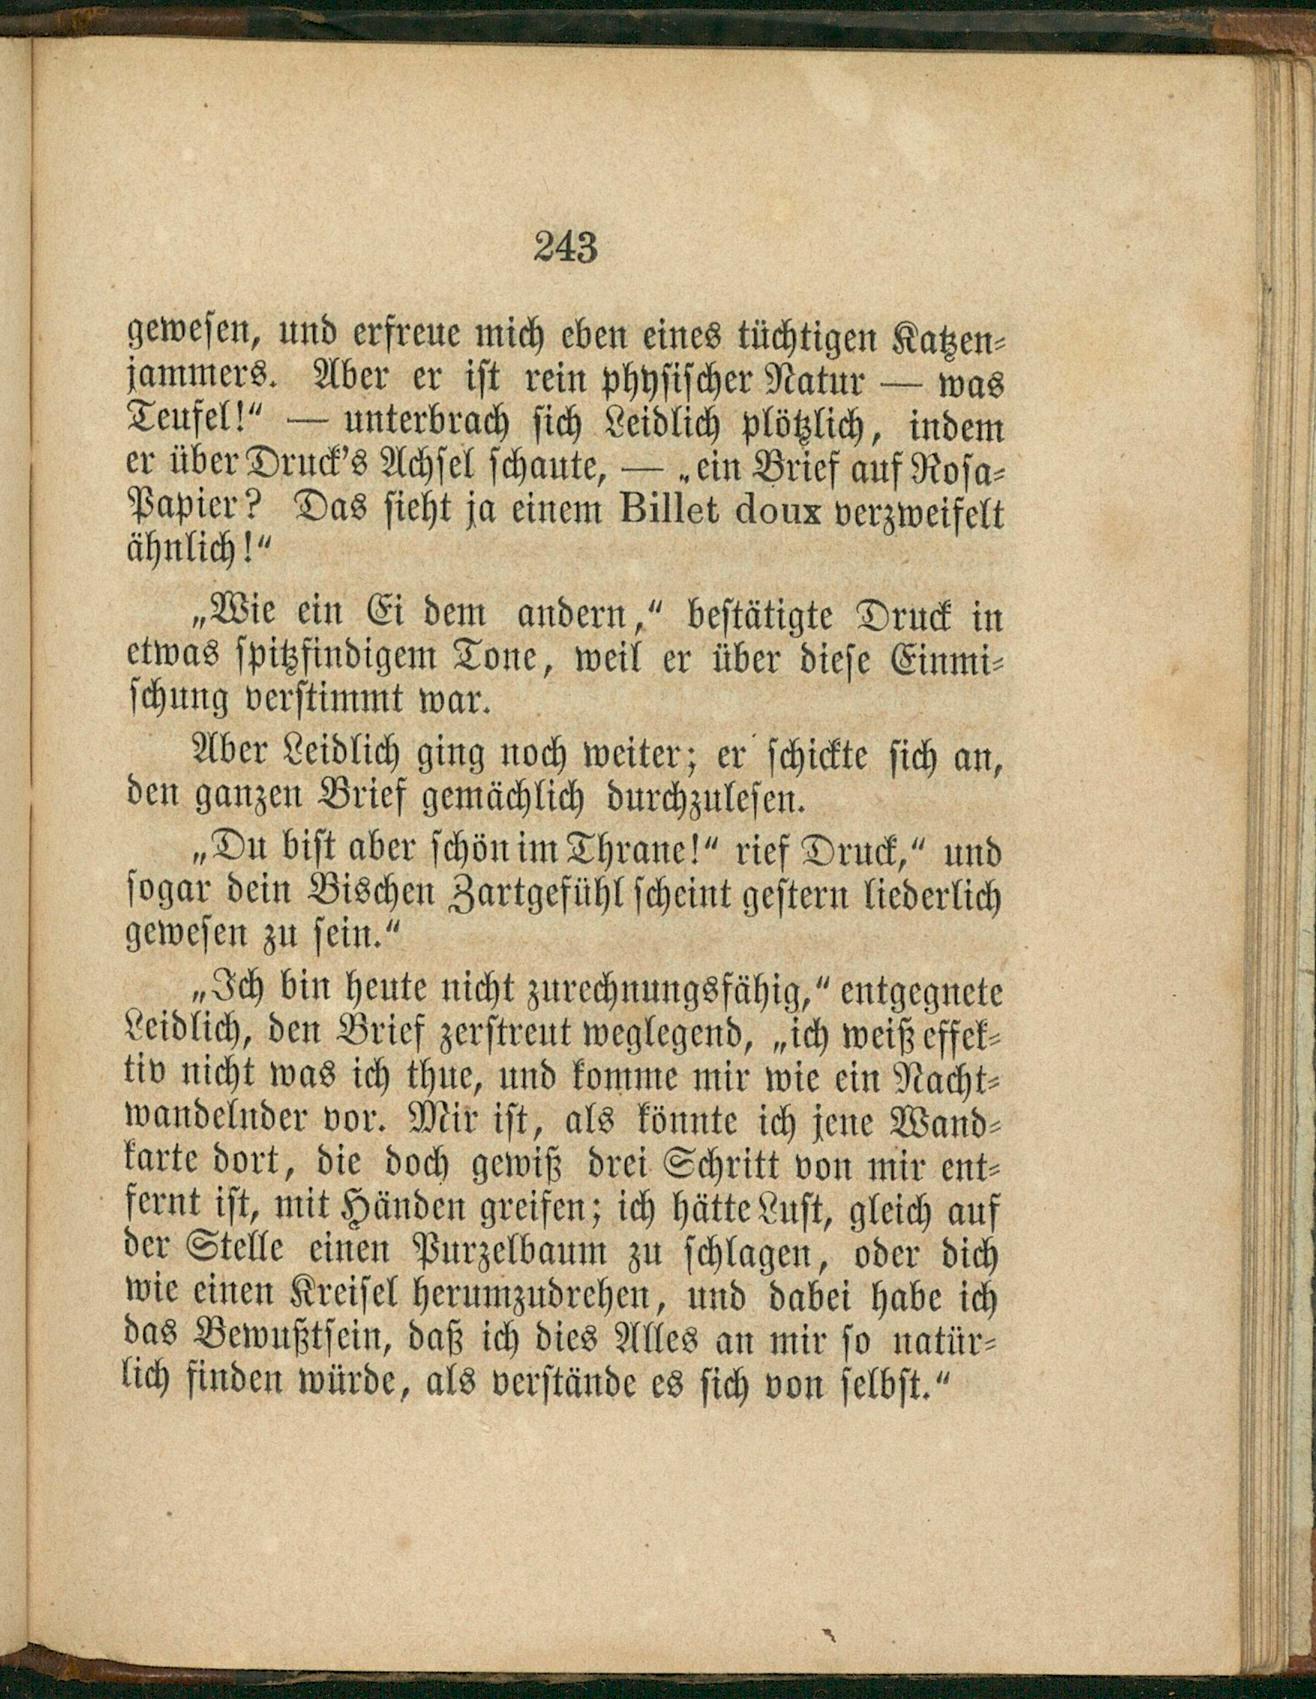 243
gewesen, und erfreue mich eben eines tüchtigen Katzen-
jammers. Aber er ist rein physischer Natur — was
Teufel!“ — unterbrach sich Leidlich plötzlich, indem
er über Druck’s Achsel schaute, — „ein Brief auf Rosa-
Papier? Das sieht ja einem Billet doux verzweifelt
ähnlich!“
„Wie ein Ei dem andern,“ bestätigte Druck in
etwas spitzfindigem Tone, weil er über diese Einmi-
schung verstimmt war.
Aber Leidlich ging noch weiter; er schickte sich an,
den ganzen Brief gemächlich durchzulesen.
„Du bist aber schön im Thrane!“ rief Druck,“ und
sogar dein Bischen Zartgefühl scheint gestern liederlich
gewesen zu sein.“
„Ich bin heute nicht zurechnungsfähig,“ entgegnete
Leidlich, den Brief zerstreut weglegend, „ich weiß effek-
tiv nicht was ich thue, und komme mir wie ein Nacht-
wandelnder vor. Mir ist, als könnte ich jene Wand-
karte dort, die doch gewiß drei Schritt von mir ent-
fernt ist, mit Händen greifen; ich hätte Lust, gleich auf
der Stelle einen Purzelbaum zu schlagen, oder dich
wie einen Kreisel herumzudrehen, und dabei habe ich
das Bewußtsein, daß ich dies Alles an mir so natür-
lich finden würde, als verstände es sich von selbst.“